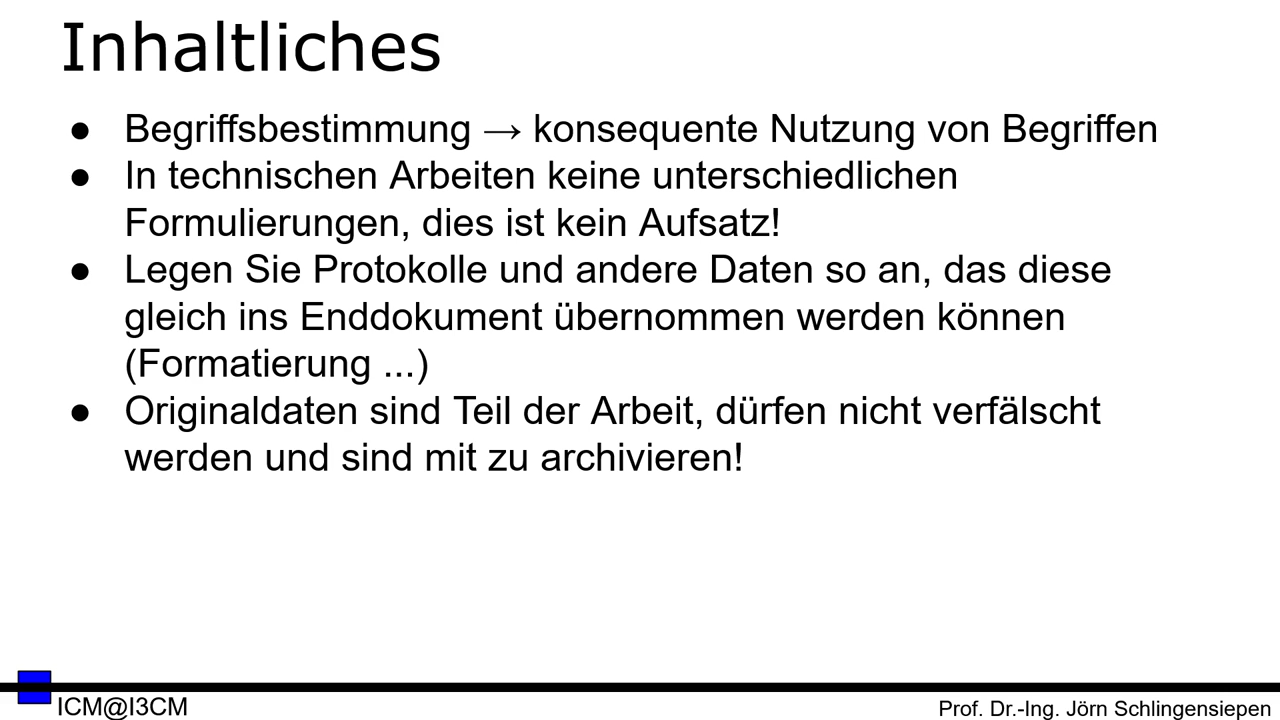 Inhaltliches
● Begriffsbestimmung → konsequente Nutzung von Begriffen
● In technischen Arbeiten keine unterschiedlichen
Formulierungen, dies ist kein Aufsatz!
● Legen Sie Protokolle und andere Daten so an, das diese
gleich ins Enddokument übernommen werden können
(Formatierung ...)
● Originaldaten sind Teil der Arbeit, dürfen nicht verfälscht
werden und sind mit zu archivieren!
ICM@I3CM
Prof. Dr.-Ing. Jörn Schlingensiepen